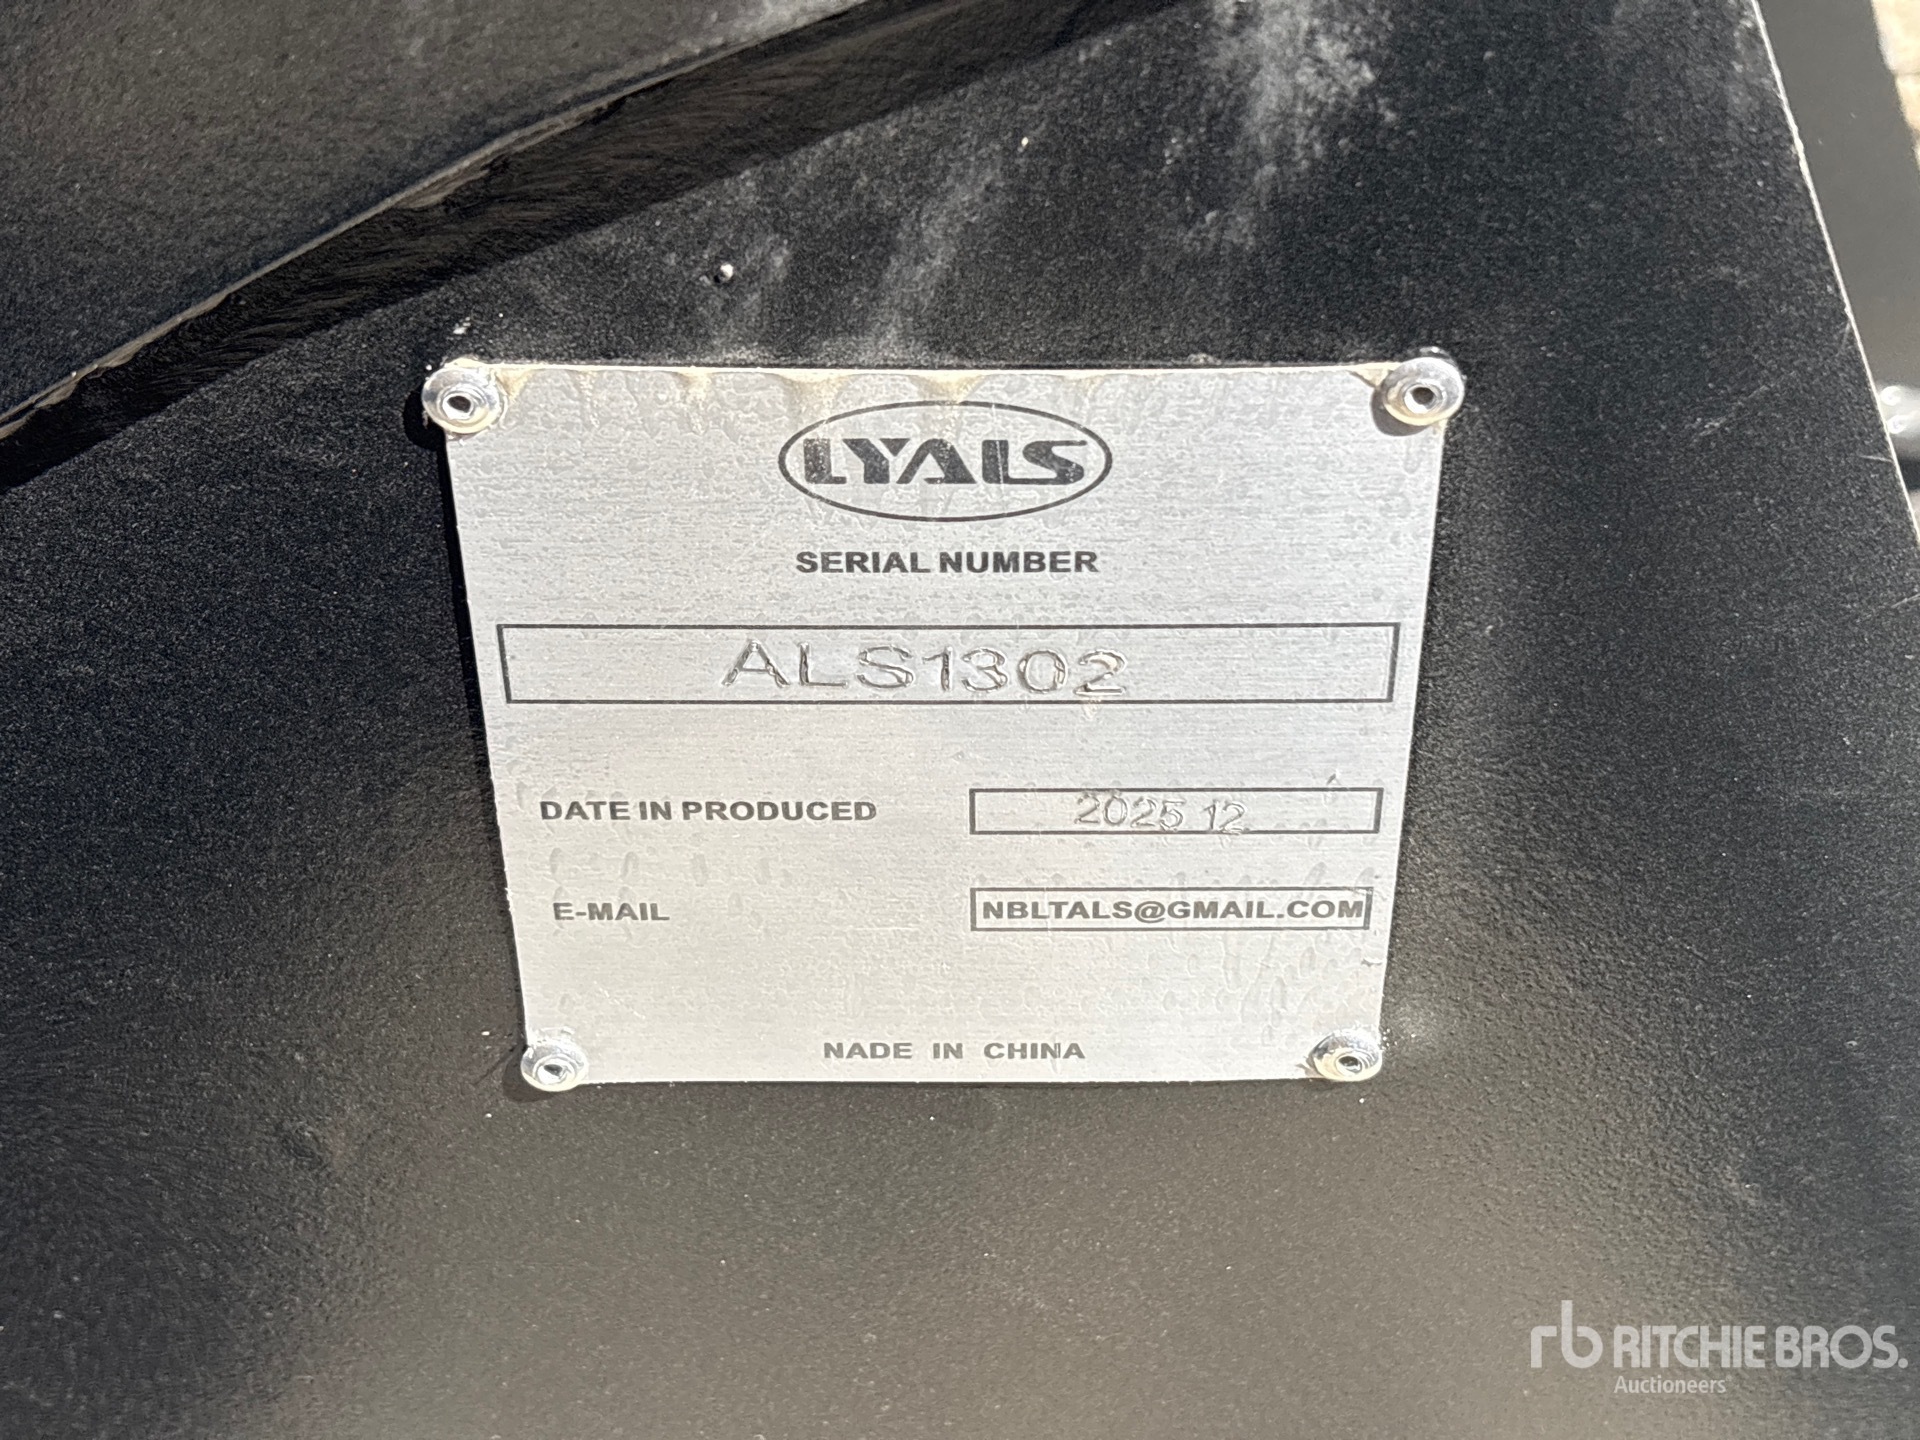 LYALS
SERIAL NUMBER
ALS1302
DATE IN PRODUCED 2025 12
E-MAIL NBLTALS@GMAIL.COM
NADE IN CHINA
rb RITCHIE BROS.
Auctioneers